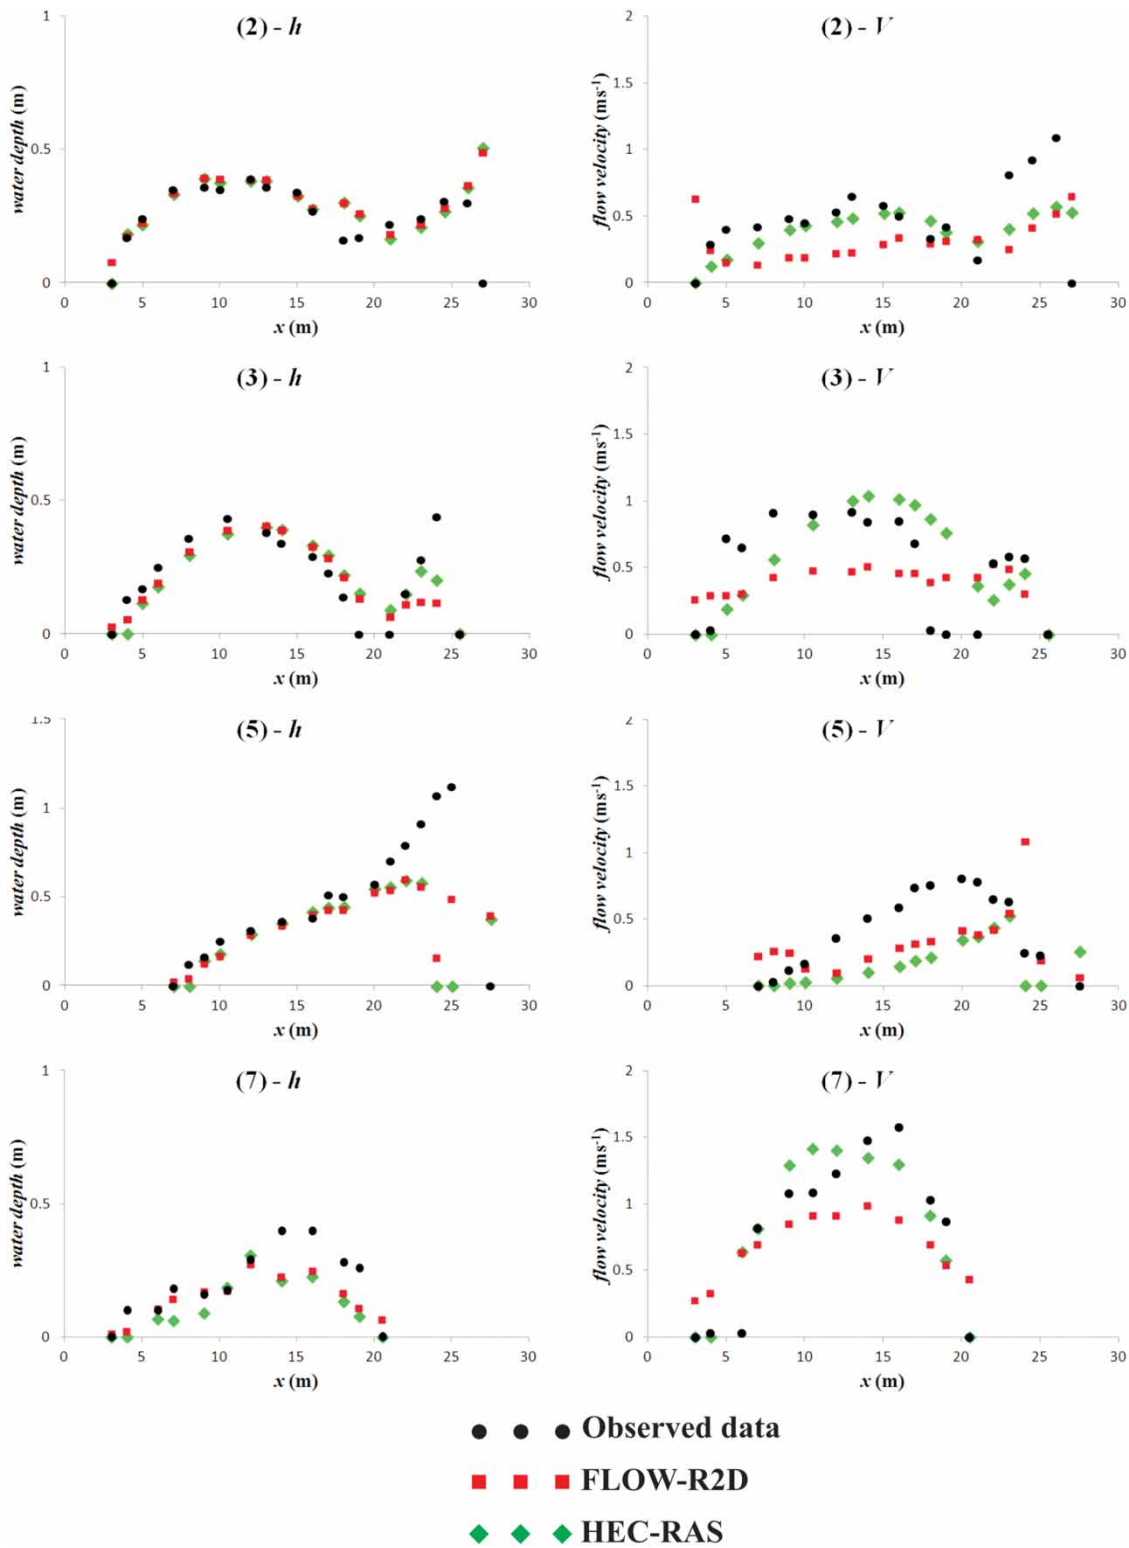 (2) - h
water depth (m)
1
0.5
0
0 5 10 15 20 25 30
x (m)
(2) - V
flow velocity (ms-1)
2
1.5
1
0.5
0
0 5 10 15 20 25 30
x (m)
(3) - h
water depth (m)
1
0.5
0
0 5 10 15 20 25 30
x (m)
(3) - V
flow velocity (ms-1)
2
1.5
1
0.5
0
0 5 10 15 20 25 30
x (m)
(5) - h
water depth (m)
1.5
1
0.5
0
0 5 10 15 20 25 30
x (m)
(5) - V
flow velocity (ms-1)
2
1.5
1
0.5
0
0 5 10 15 20 25 30
x (m)
(7) - h
water depth (m)
1
0.5
0
0 5 10 15 20 25 30
x (m)
(7) - V
flow velocity (ms-1)
2
1.5
1
0.5
0
0 5 10 15 20 25 30
x (m)
Observed data
FLOW-R2D
HEC-RAS